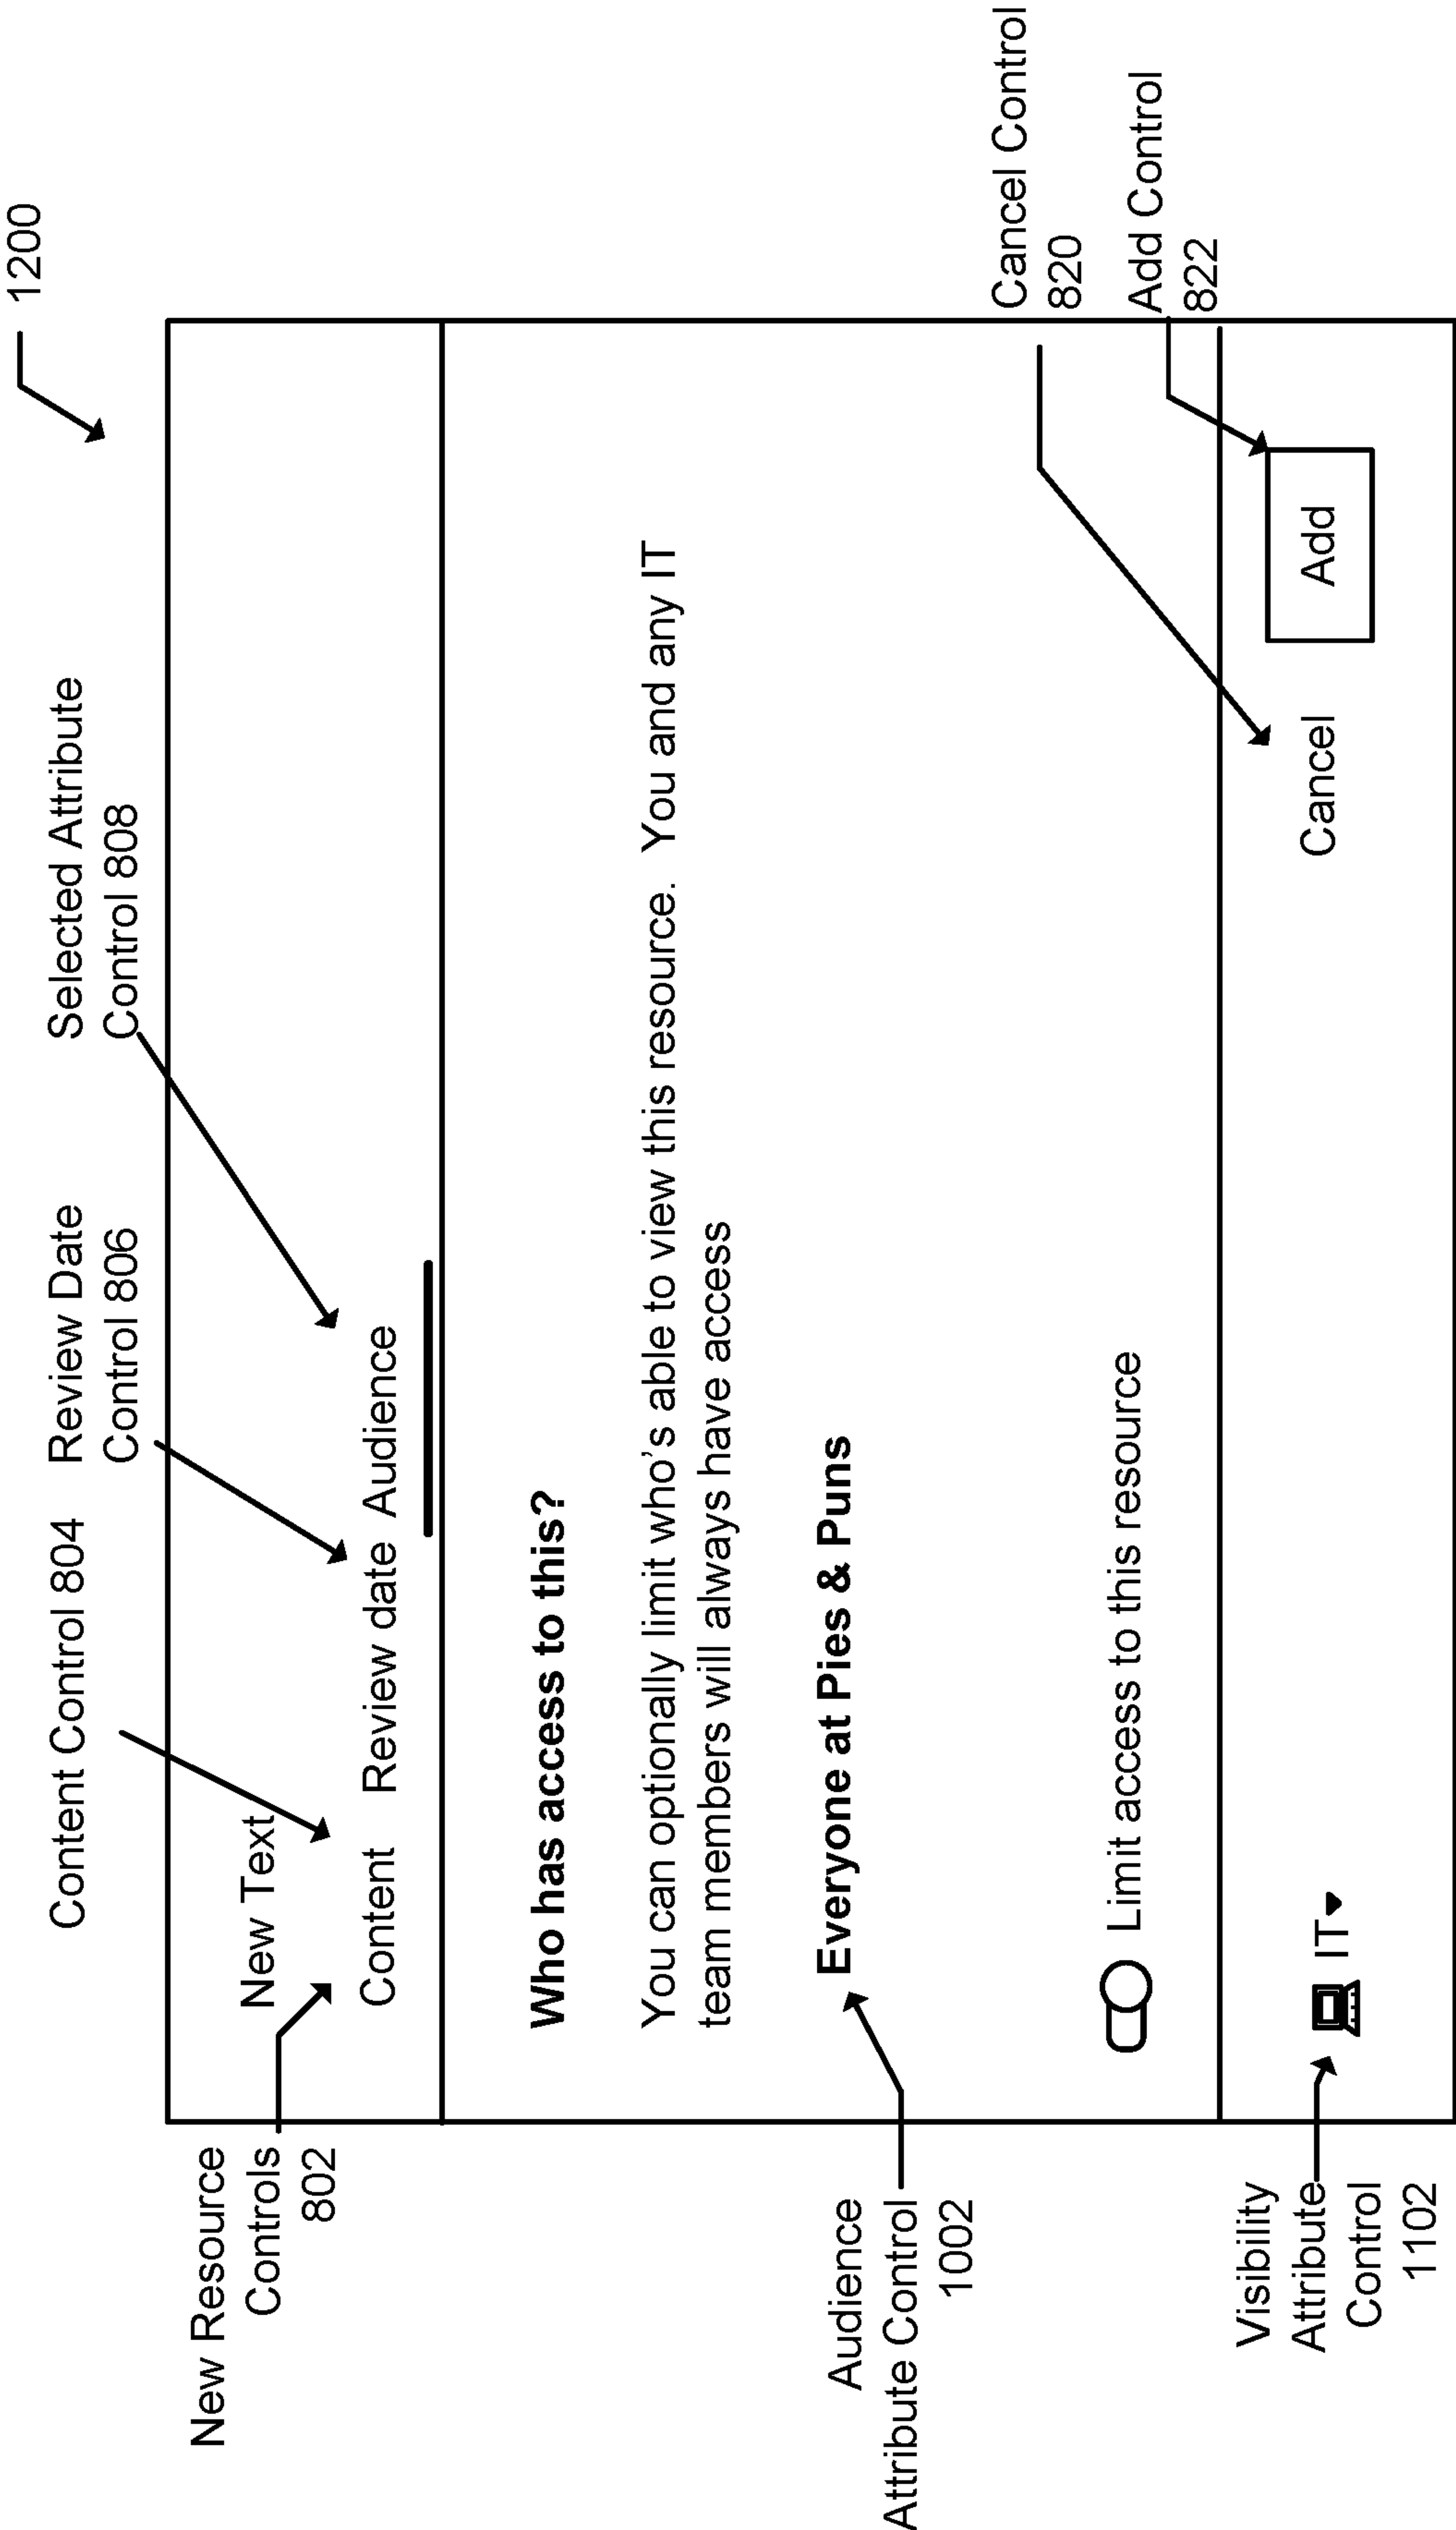 1200
Content Control 804
Review Date
Control 806
Selected Attribute
Control 808
New Resource
Controls
802
New Text
Content
Review date
Audience
Who has access to this?
You can optionally limit who's able to view this resource. You and any IT
team members will always have access
Audience
Attribute Control
1002
Everyone at Pies & Puns
Cancel Control
820
Limit access to this resource
Add Control
822
Visibility
Attribute
Control
1102
IT
Cancel
Add